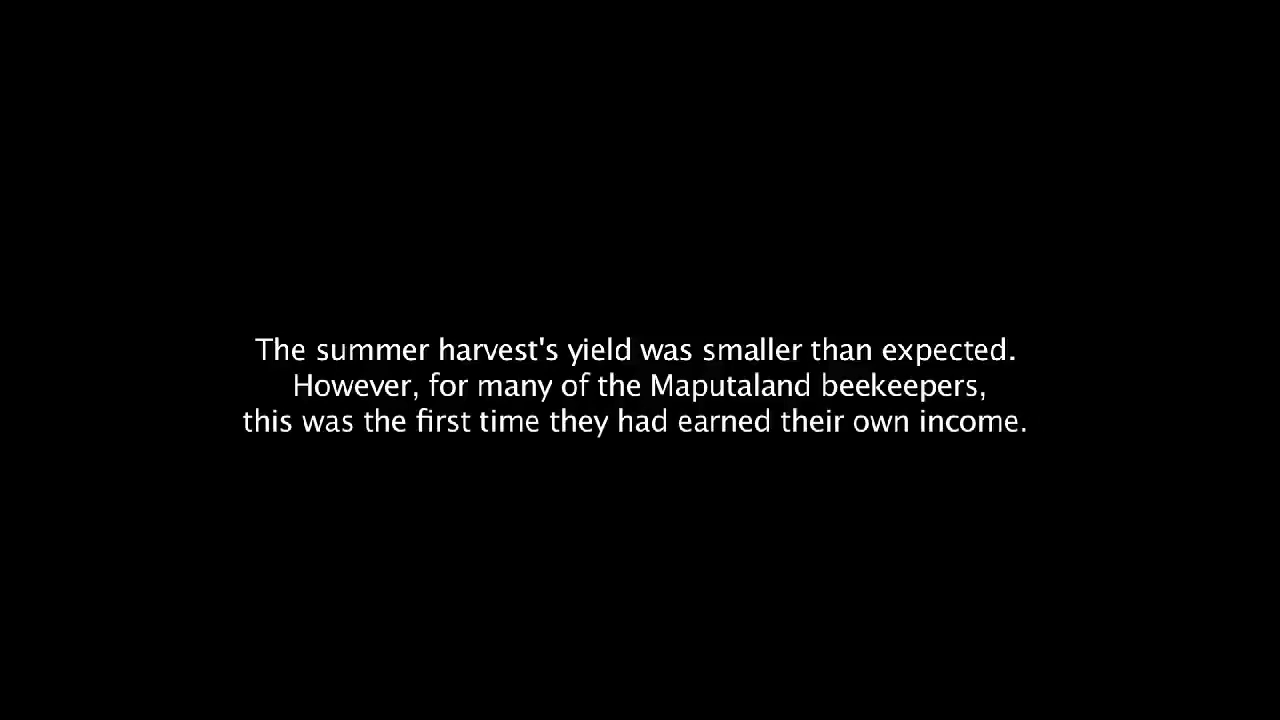 The summer harvest's yield was smaller than expected.
However, for many of the Maputaland beekeepers,
this was the first time they had earned their own income.